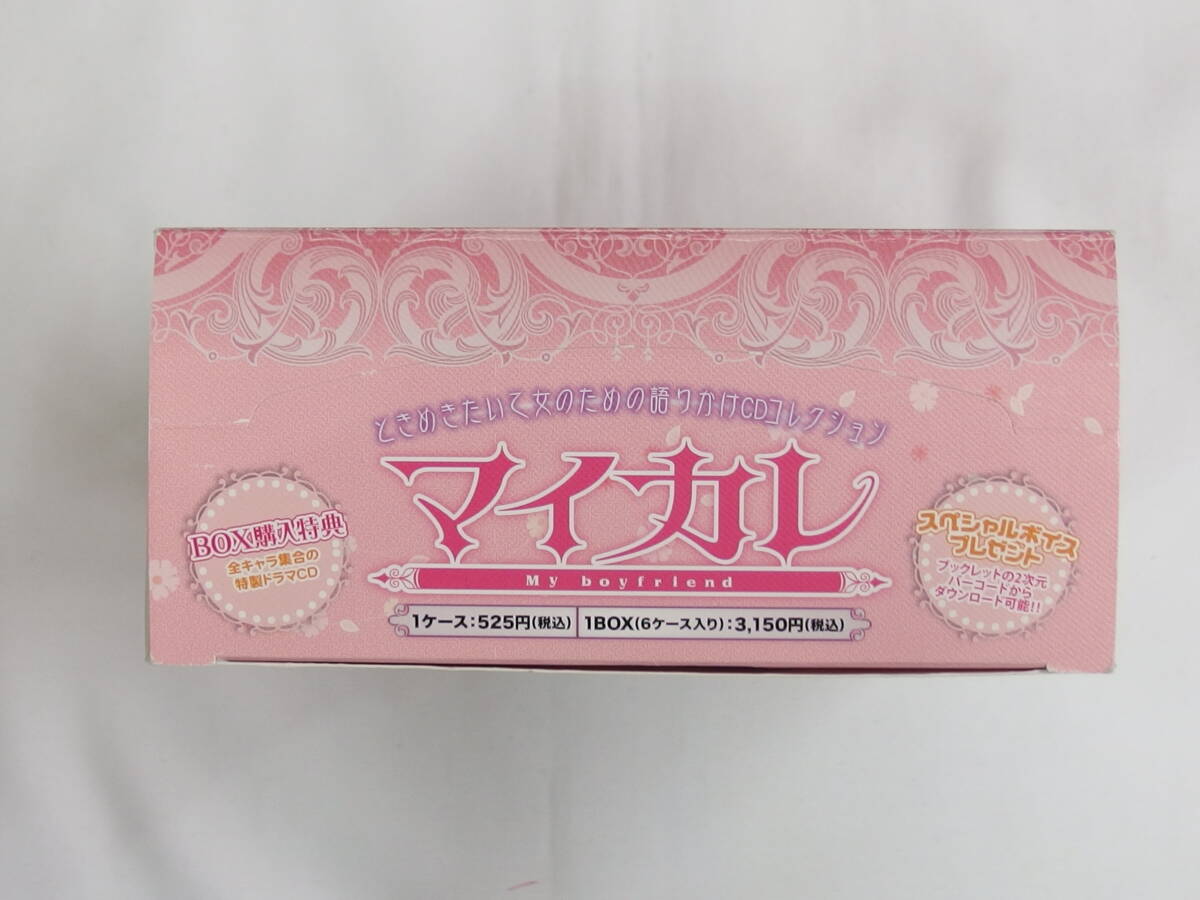 ときめきたい乙女のための語りかけCDコレクション
マイカレ
My boyfriend
1ケース:525円(税込) 1BOX(6ケース入り):3,150円(税込)
BOX購入特典
全キャラ集合の
特製ドラマCD
スペシャルボイス
プレゼント
ブックレットの2次元
バーコードから
ダウンロード可能!!